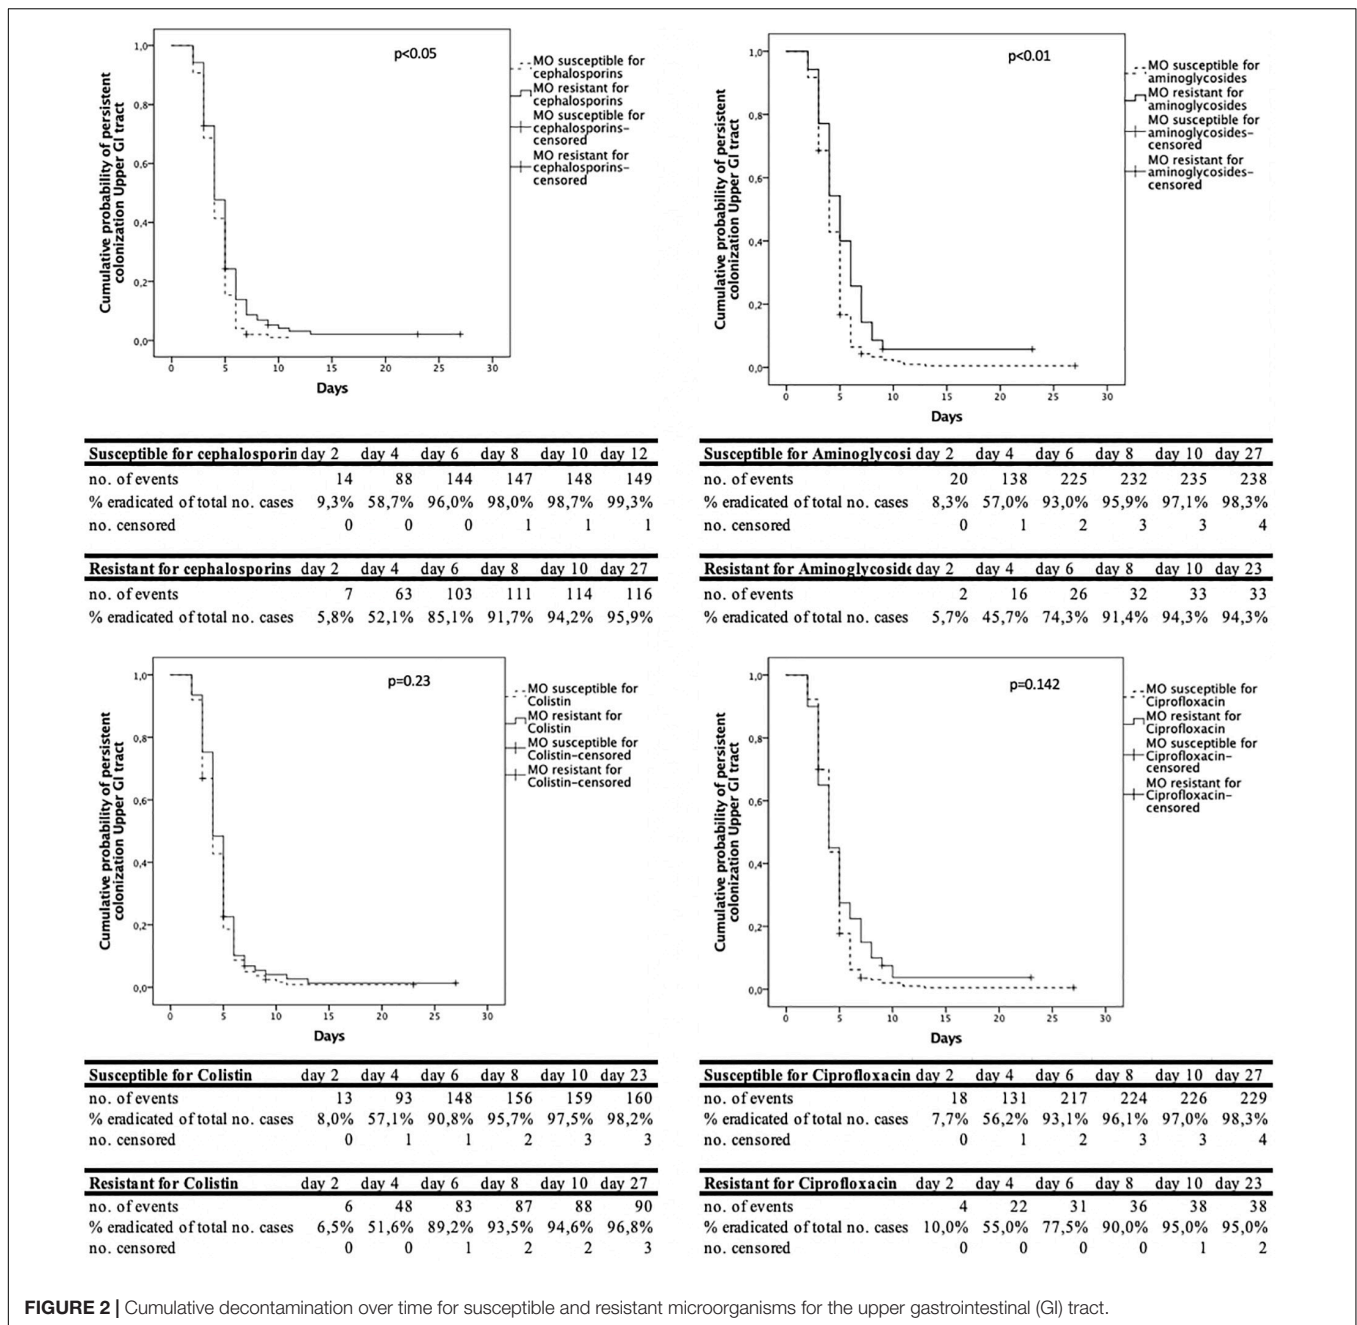 p<0.05
1,0
0,8
0,6
0,4
0,2
0,0
Cumulative probability of persistent
colonization Upper GI tract
0 5 10 15 20 25 30
Days
MO susceptible for
cephalosporins
MO resistant for
cephalosporins
MO susceptible for
cephalosporins-
censored
MO resistant for
cephalosporins-
censored
p<0.01
1,0
0,8
0,6
0,4
0,2
0,0
Cumulative probability of persistent
colonization Upper GI tract
0 5 10 15 20 25 30
Days
MO susceptible for
aminoglycosides
MO resistant for
aminoglycosides
MO susceptible for
aminoglycosides-
censored
MO resistant for
aminoglycosides-
censored
Susceptible for cephalosporin day 2 day 4 day 6 day 8 day 10 day 12
no. of events 14 88 144 147 148 149
% eradicated of total no. cases 9,3% 58,7% 96,0% 98,0% 98,7% 99,3%
no. censored 0 0 0 1 1 1
Resistant for cephalosporins day 2 day 4 day 6 day 8 day 10 day 27
no. of events 7 63 103 111 114 116
% eradicated of total no. cases 5,8% 52,1% 85,1% 91,7% 94,2% 95,9%
Susceptible for Aminoglycosi day 2 day 4 day 6 day 8 day 10 day 27
no. of events 20 138 225 232 235 238
% eradicated of total no. cases 8,3% 57,0% 93,0% 95,9% 97,1% 98,3%
no. censored 0 1 2 3 3 4
Resistant for Aminoglycoside day 2 day 4 day 6 day 8 day 10 day 23
no. of events 2 16 26 32 33 33
% eradicated of total no. cases 5,7% 45,7% 74,3% 91,4% 94,3% 94,3%
p=0.23
1,0
0,8
0,6
0,4
0,2
0,0
Cumulative probability of persistent
colonization Upper GI tract
0 5 10 15 20 25 30
Days
MO susceptible for
Colistin
MO resistant for
Colistin
MO susceptible for
Colistin-censored
MO resistant for
Colistin-censored
p=0.142
1,0
0,8
0,6
0,4
0,2
0,0
Cumulative probability of persistent
colonization Upper GI tract
0 5 10 15 20 25 30
Days
MO susceptible for
Ciprofloxacin
MO resistant for
Ciprofloxacin
MO susceptible for
Ciprofloxacin-
censored
MO resistant for
Ciprofloxacin-
censored
Susceptible for Colistin day 2 day 4 day 6 day 8 day 10 day 23
no. of events 13 93 148 156 159 160
% eradicated of total no. cases 8,0% 57,1% 90,8% 95,7% 97,5% 98,2%
no. censored 0 1 1 2 3 3
Resistant for Colistin day 2 day 4 day 6 day 8 day 10 day 27
no. of events 6 48 83 87 88 90
% eradicated of total no. cases 6,5% 51,6% 89,2% 93,5% 94,6% 96,8%
no. censored 0 0 1 2 2 3
Susceptible for Ciprofloxacin day 2 day 4 day 6 day 8 day 10 day 27
no. of events 18 131 217 224 226 229
% eradicated of total no. cases 7,7% 56,2% 93,1% 96,1% 97,0% 98,3%
no. censored 0 1 2 3 3 4
Resistant for Ciprofloxacin day 2 day 4 day 6 day 8 day 10 day 23
no. of events 4 22 31 36 38 38
% eradicated of total no. cases 10,0% 55,0% 77,5% 90,0% 95,0% 95,0%
no. censored 0 0 0 0 1 2
FIGURE 2 | Cumulative decontamination over time for susceptible and resistant microorganisms for the upper gastrointestinal (GI) tract.